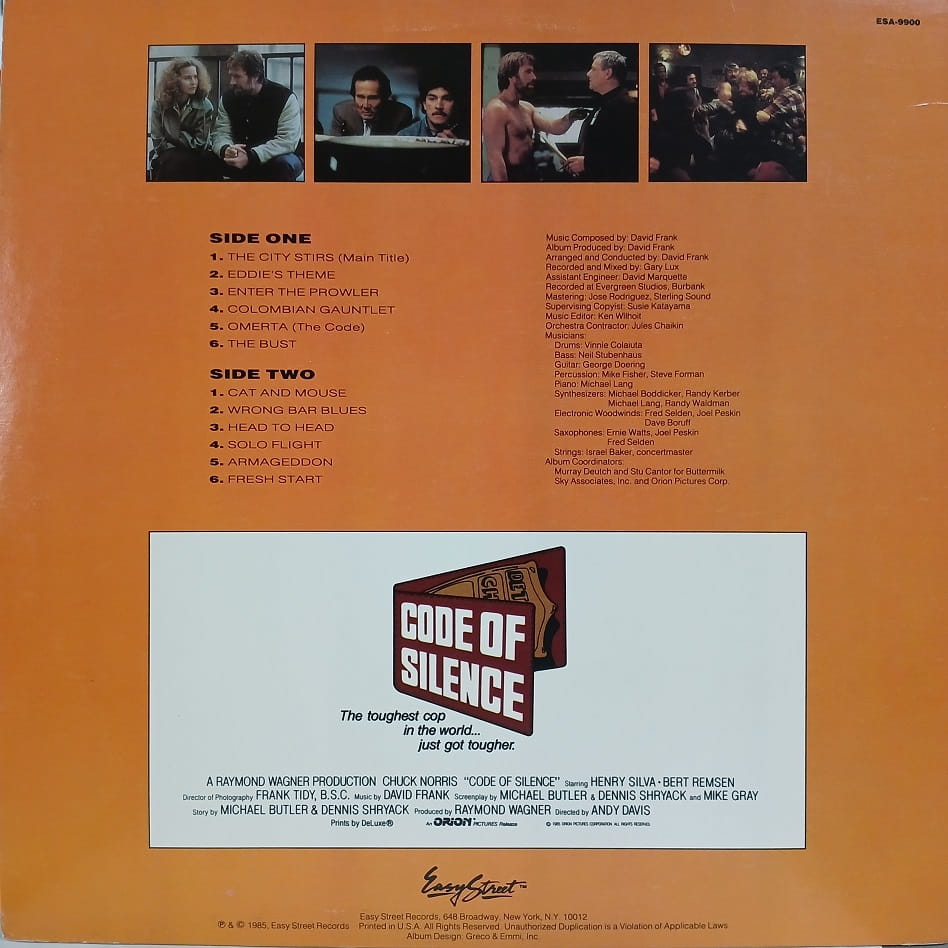 ESA-9900
SIDE ONE
1. THE CITY STIRS (Main Title)
2. EDDIE'S THEME
3. ENTER THE PROWLER
4. COLOMBIAN GAUNTLET
5. OMERTA (The Code)
6. THE BUST
SIDE TWO
1. CAT AND MOUSE
2. WRONG BAR BLUES
3. HEAD TO HEAD
4. SOLO FLIGHT
5. ARMAGEDDON
6. FRESH START
Music Composed by: David Frank
Album Produced by: David Frank
Arranged and Conducted by: David Frank
Recorded and Mixed by: Gary Lux
Assistant Engineer: David Marquette
Recorded at Evergreen Studios, Burbank
Mastering: Jose Rodriguez, Sterling Sound
Supervising Copyist: Susie Katayama
Music Editor: Ken Wilhoit
Orchestra Contractor: Jules Chaikin
Musicians:
Drums: Vinnie Colaiuta
Bass: Neil Stubenhaus
Guitar: George Doering
Percussion: Mike Fisher, Steve Forman
Piano: Michael Lang
Synthesizers: Michael Boddicker, Randy Kerber
Michael Lang, Randy Waldman
Electronic Woodwinds: Fred Selden, Joel Peskin
Dave Boruff
Saxophones: Ernie Watts, Joel Peskin
Fred Selden
Strings: Israel Baker, concertmaster
Album Coordinators:
Murray Deutch and Stu Cantor for Buttermilk
Sky Associates, Inc. and Orion Pictures Corp.
DET
CH
CODE OF
SILENCE
The toughest cop
in the world...
just got tougher.
A RAYMOND WAGNER PRODUCTION CHUCK NORRIS "CODE OF SILENCE" Starring HENRY SILVA • BERT REMSEN
Director of Photography FRANK TIDY, B.S.C. Music by DAVID FRANK Screenplay by MICHAEL BUTLER & DENNIS SHRYACK and MIKE GRAY
Story by MICHAEL BUTLER & DENNIS SHRYACK Produced by RAYMOND WAGNER Directed by ANDY DAVIS
Prints by DeLuxe® An ORION PICTURES Release © 1985 ORION PICTURES CORPORATION ALL RIGHTS RESERVED.
Easy Street™
Easy Street Records, 648 Broadway, New York, N.Y. 10012
℗ & © 1985, Easy Street Records Printed in U.S.A. All Rights Reserved. Unauthorized Duplication is a Violation of Applicable Laws
Album Design: Greco & Emmi, Inc.